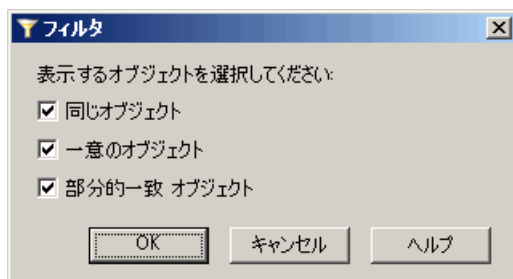 フィルタ
表示するオブジェクトを選択してください:
同じオブジェクト
一意のオブジェクト
部分的一致 オブジェクト
OK キャンセル ヘルプ